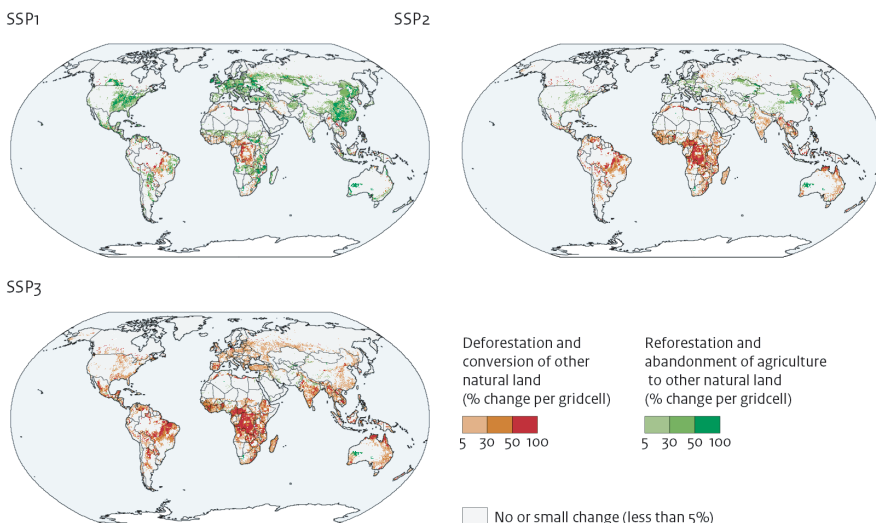 SSP1
SSP2
SSP3
Deforestation and
conversion of other
natural land
(% change per gridcell)
5 30 50 100
Reforestation and
abandonment of agriculture
to other natural land
(% change per gridcell)
5 30 50 100
No or small change (less than 5%)